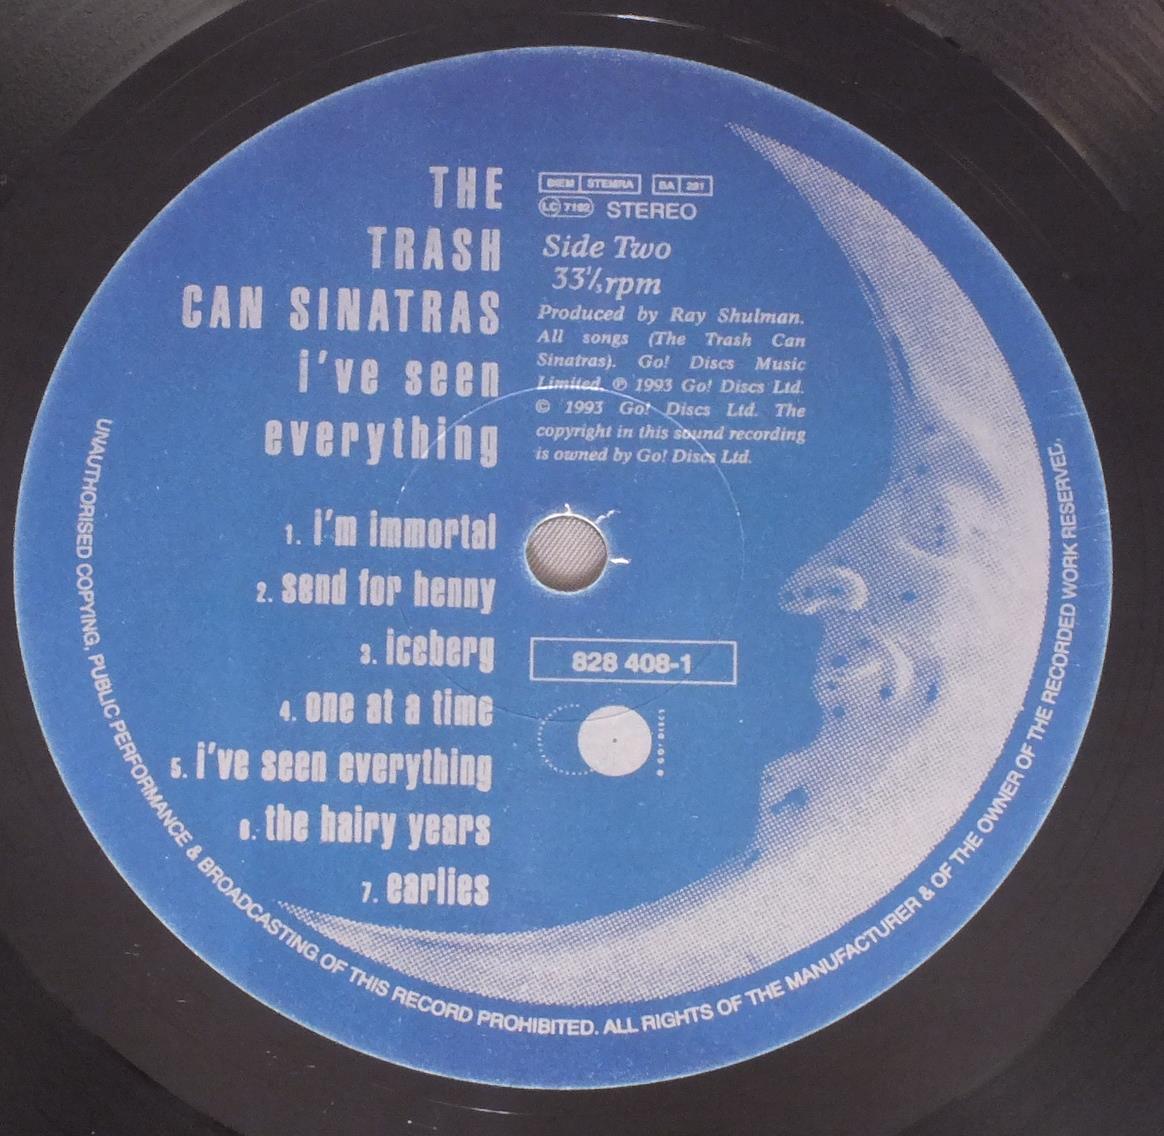 THE
TRASH
CAN SINATRAS
i've seen
everything
1. i'm immortal
2. send for henny
3. iceberg
4. one at a time
5. i've seen everything
6. the hairy years
7. earlies
BIEM STEMRA BA 291
LC 7192 STEREO
Side Two
33⅓rpm
Produced by Ray Shulman.
All songs (The Trash Can
Sinatras). Go! Discs Music
Limited. ℗ 1993 Go! Discs Ltd.
© 1993 Go! Discs Ltd. The
copyright in this sound recording
is owned by Go! Discs Ltd.
828 408-1
GO! DISCS
UNAUTHORISED COPYING, PUBLIC PERFORMANCE & BROADCASTING OF THIS RECORD PROHIBITED. ALL RIGHTS OF THE MANUFACTURER & OF THE OWNER OF THE RECORDED WORK RESERVED.